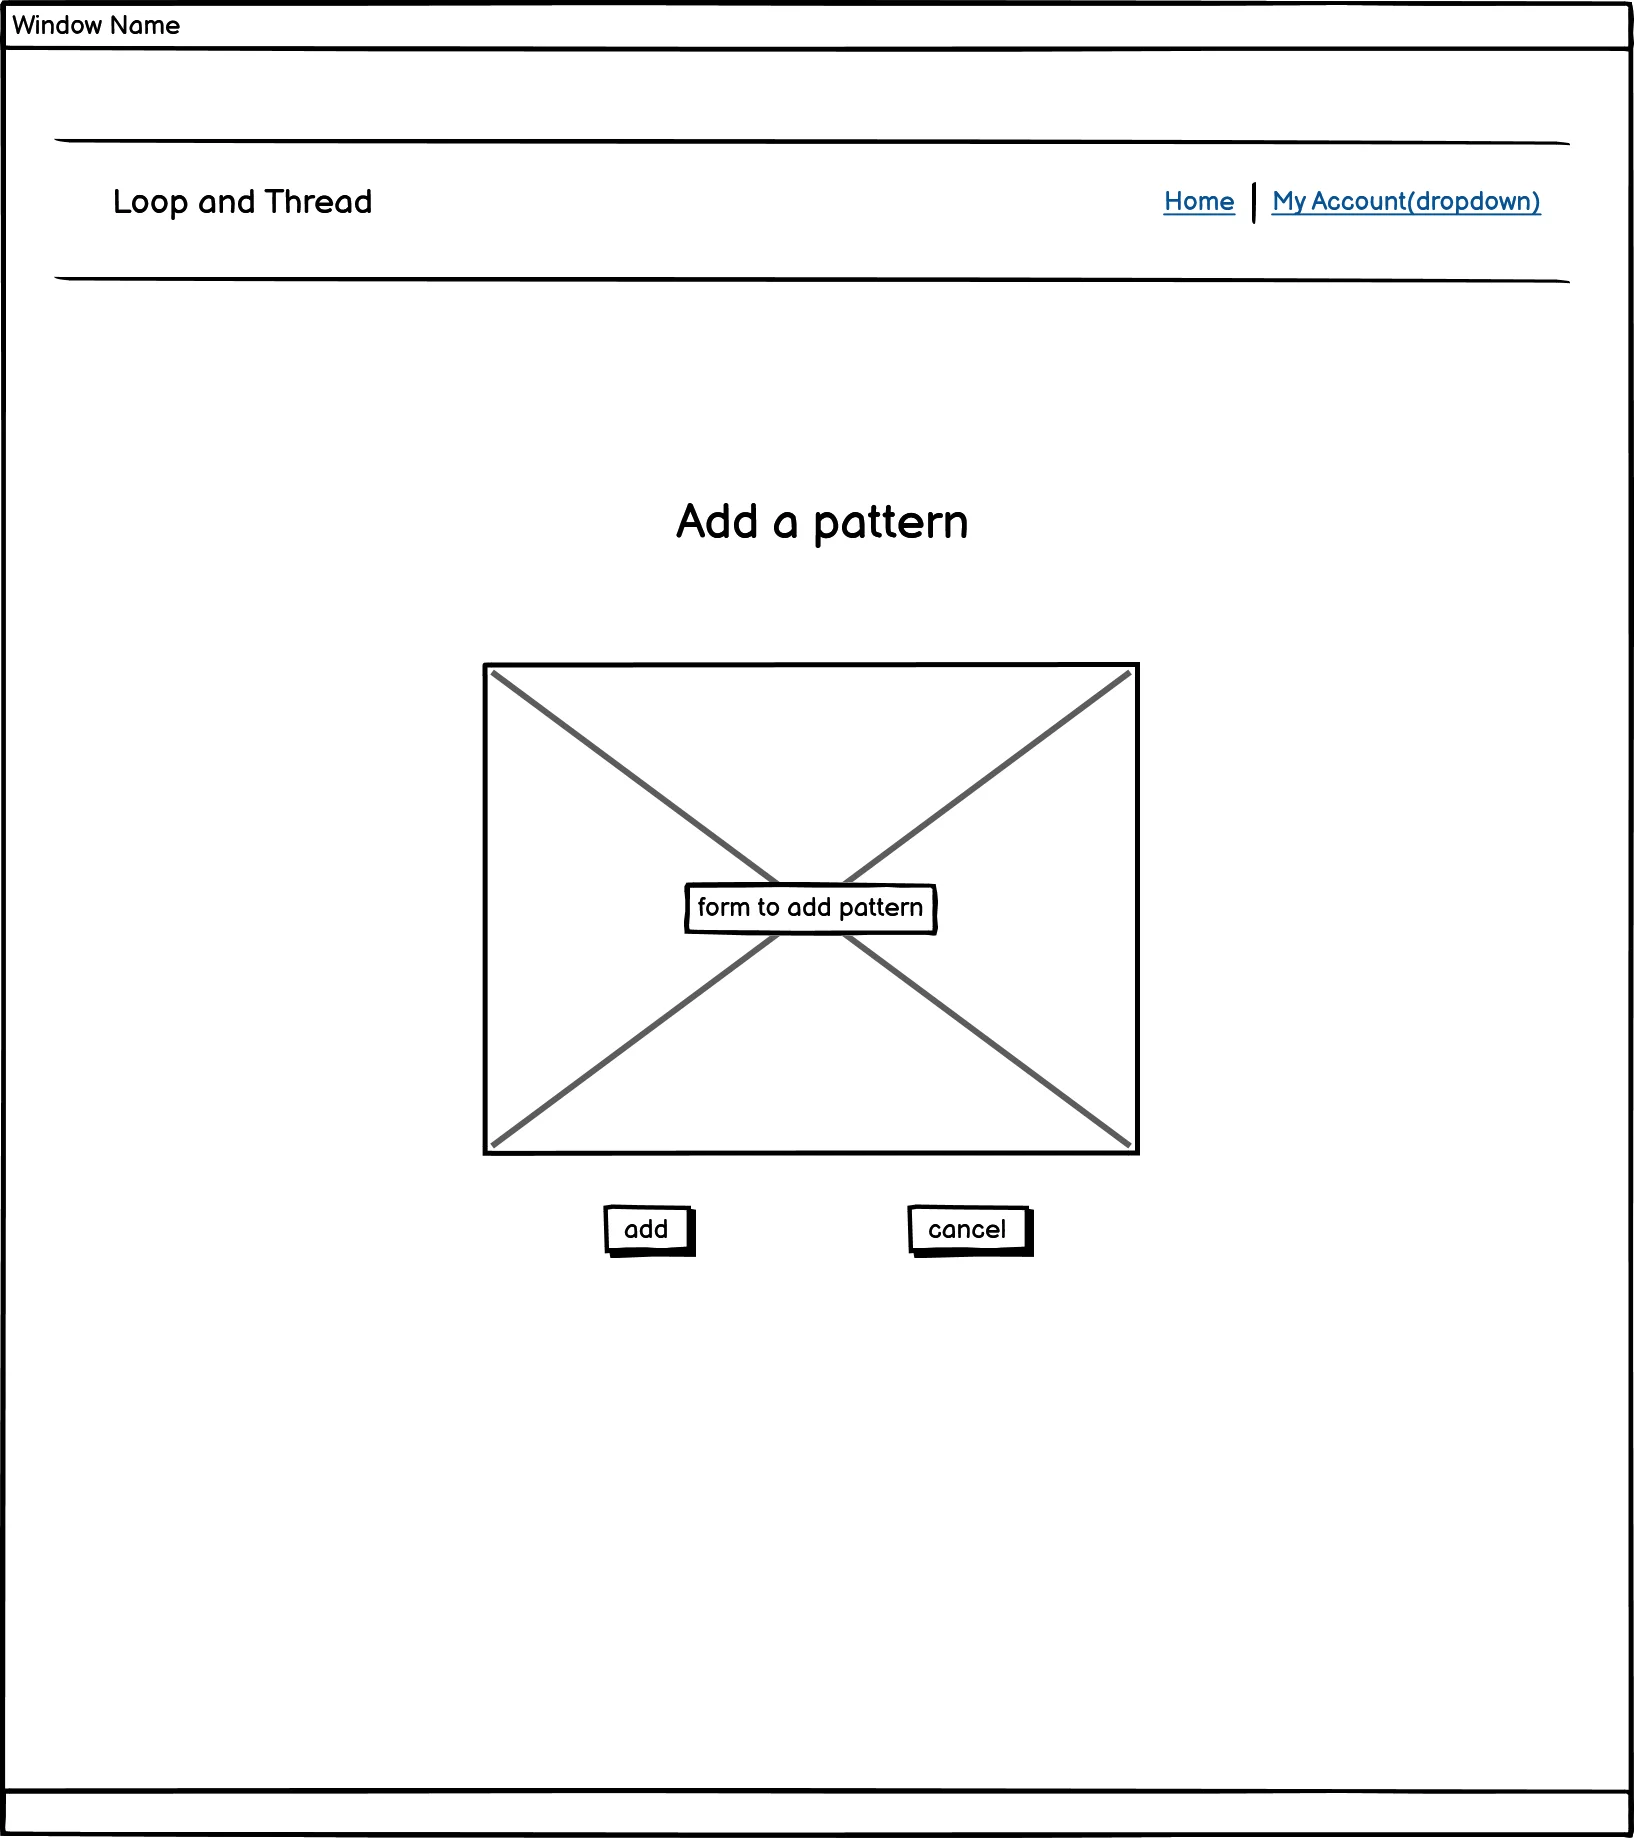 Window Name
Loop and Thread
Home | My Account(dropdown)
Add a pattern
form to add pattern
add
cancel